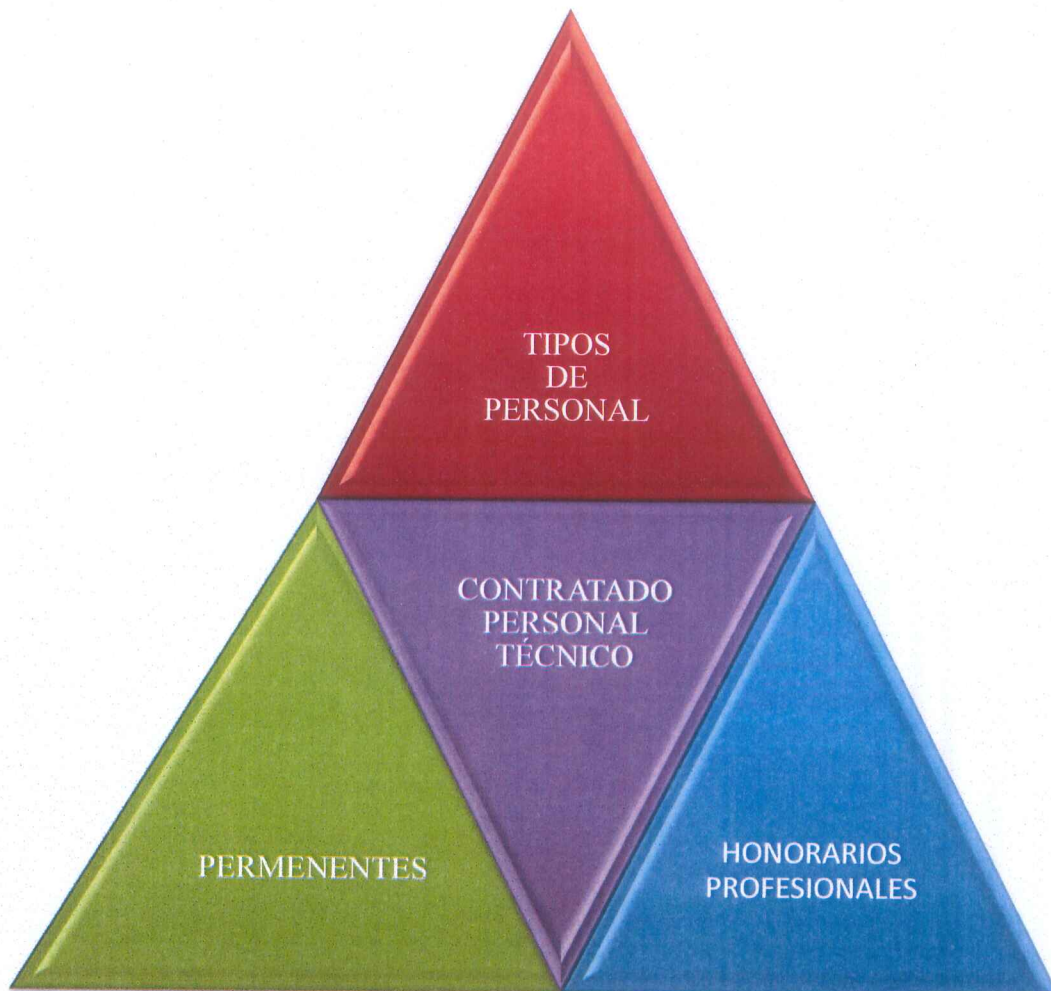 TIPOS
DE
PERSONAL
CONTRATADO
PERSONAL
TÉCNICO
PERMENENTES
HONORARIOS
PROFESIONALES